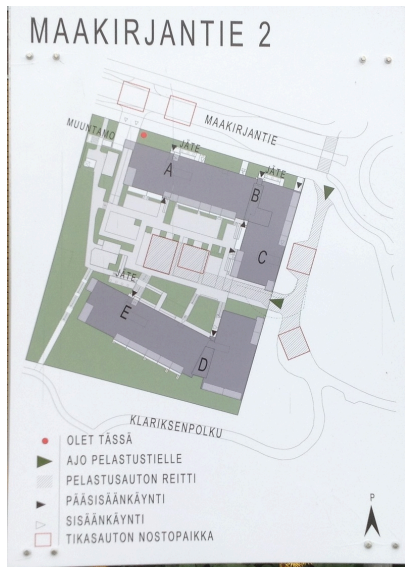 MAAKIRJANTIE 2
MAAKIRJANTIE
MUUNTAMO
JÄTE
JÄTE
A
B
C
JÄTE
E
D
KLARIKSENPOLKU
OLET TÄSSÄ
AJO PELASTUSTIELLE
PELASTUSAUTON REITTI
PÄÄSISÄÄNKÄYNTI
SISÄÄNKÄYNTI
TIKASAUTON NOSTOPAIKKA
P